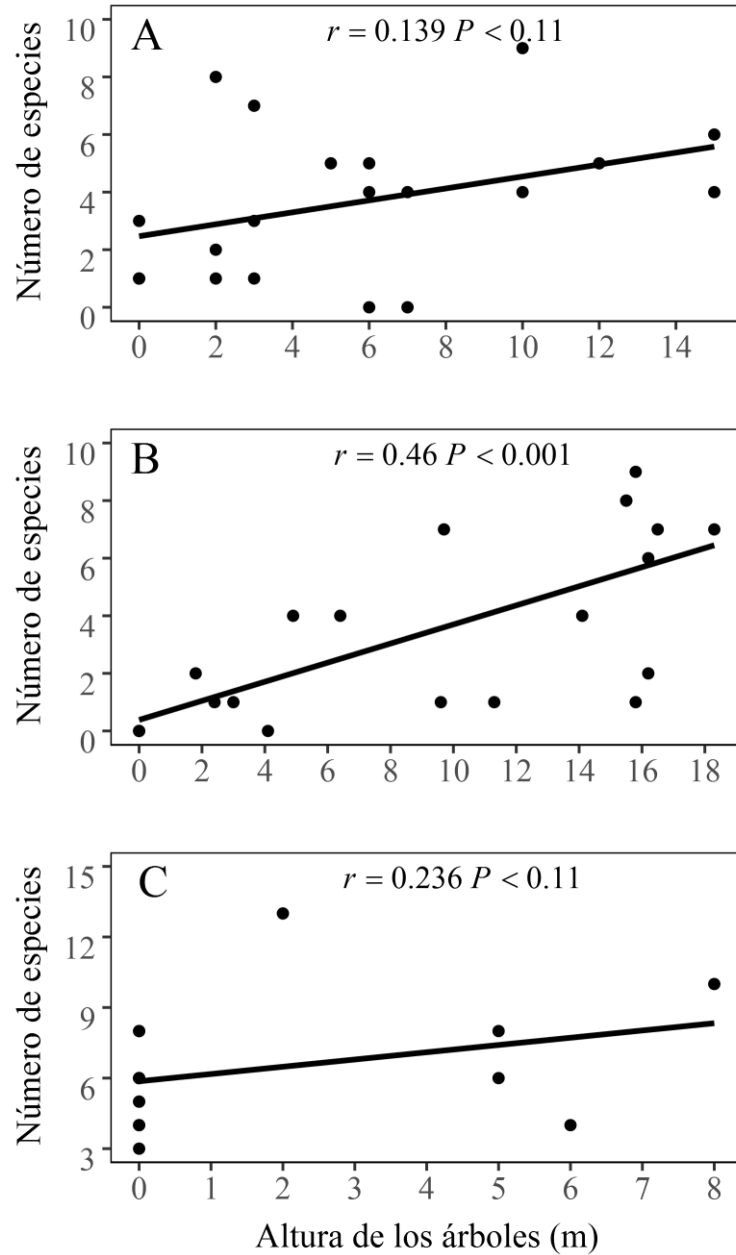 A
r = 0.139 P < 0.11
Número de especies
10
8
6
4
2
0
0 2 4 6 8 10 12 14
B
r = 0.46 P < 0.001
Número de especies
10
8
6
4
2
0
0 2 4 6 8 10 12 14 16 18
C
r = 0.236 P < 0.11
Número de especies
15
12
9
6
3
0 1 2 3 4 5 6 7 8
Altura de los árboles (m)